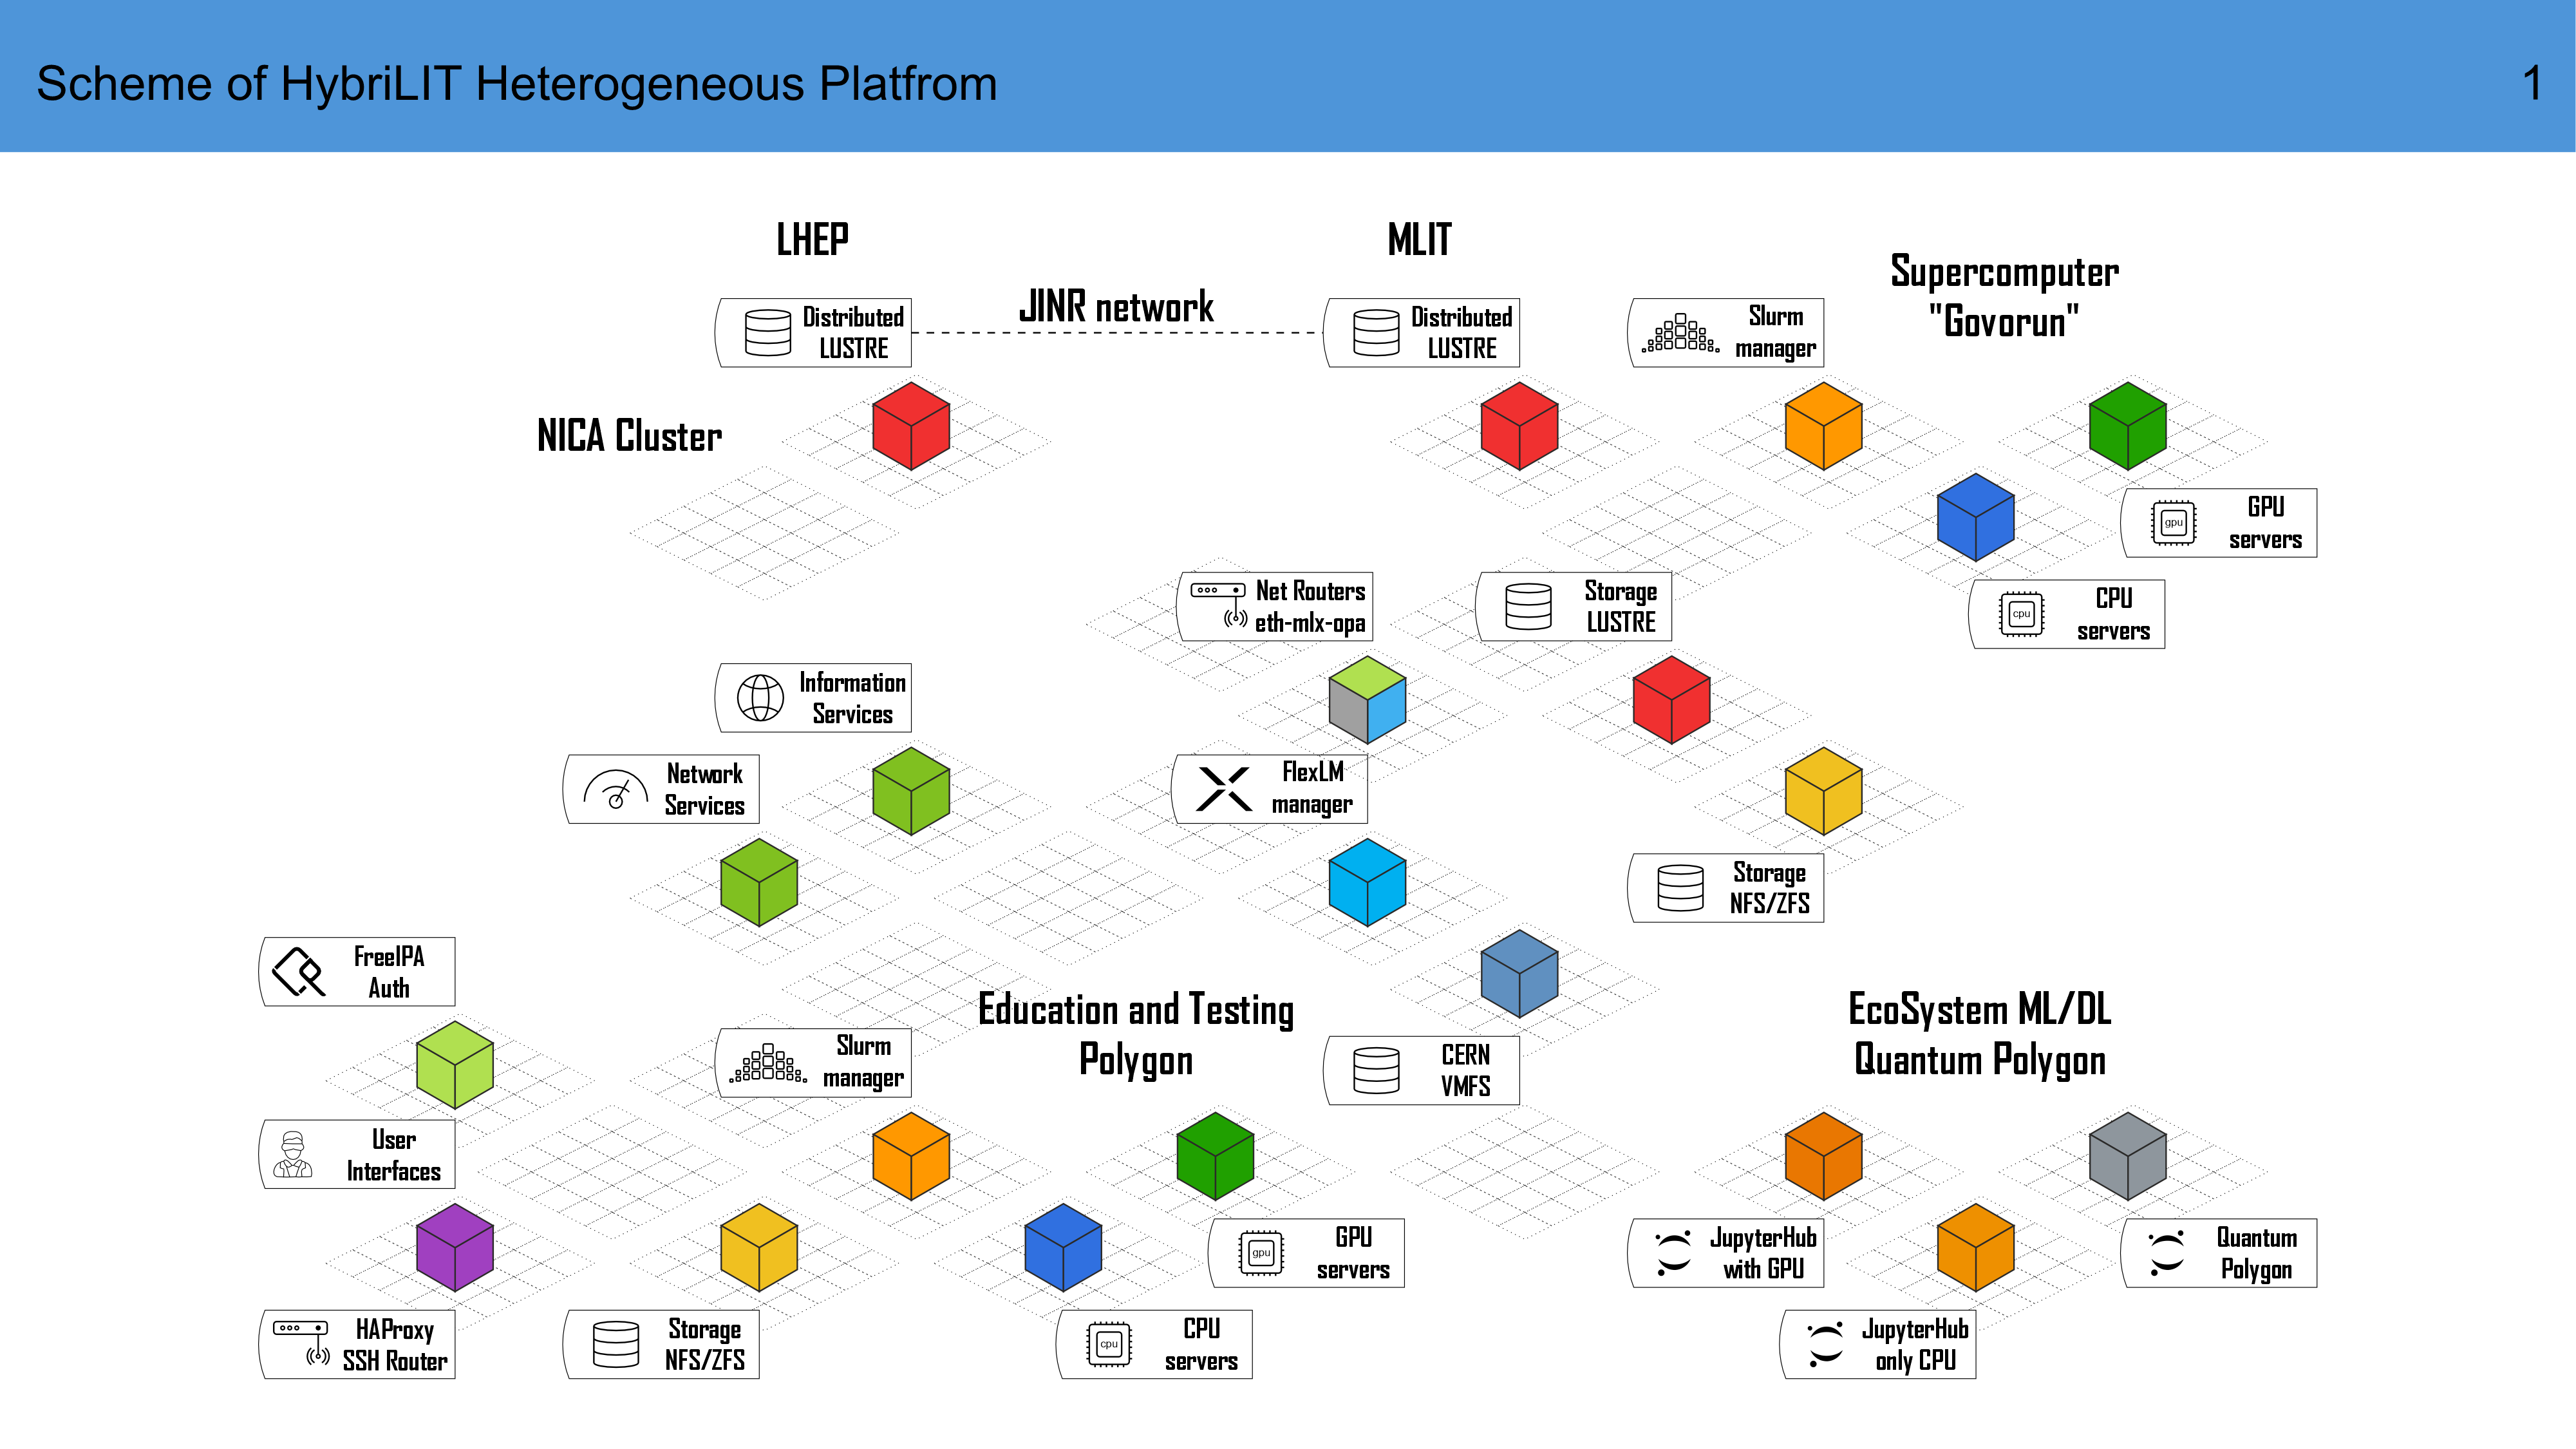 Scheme of HybriLIT Heterogeneous Platfrom
1
LHEP
MLIT
Supercomputer
"Govorun"
JINR network
Distributed
LUSTRE
Distributed
LUSTRE
Slurm
manager
NICA Cluster
gpu
GPU
servers
cpu
CPU
servers
Net Routers
eth-mlx-opa
Storage
LUSTRE
Information
Services
Network
Services
FlexLM
manager
Storage
NFS/ZFS
FreeIPA
Auth
Education and Testing
Polygon
EcoSystem ML/DL
Quantum Polygon
Slurm
manager
CERN
VMFS
User
Interfaces
gpu
GPU
servers
JupyterHub
with GPU
Quantum
Polygon
HAProxy
SSH Router
Storage
NFS/ZFS
cpu
CPU
servers
JupyterHub
only CPU